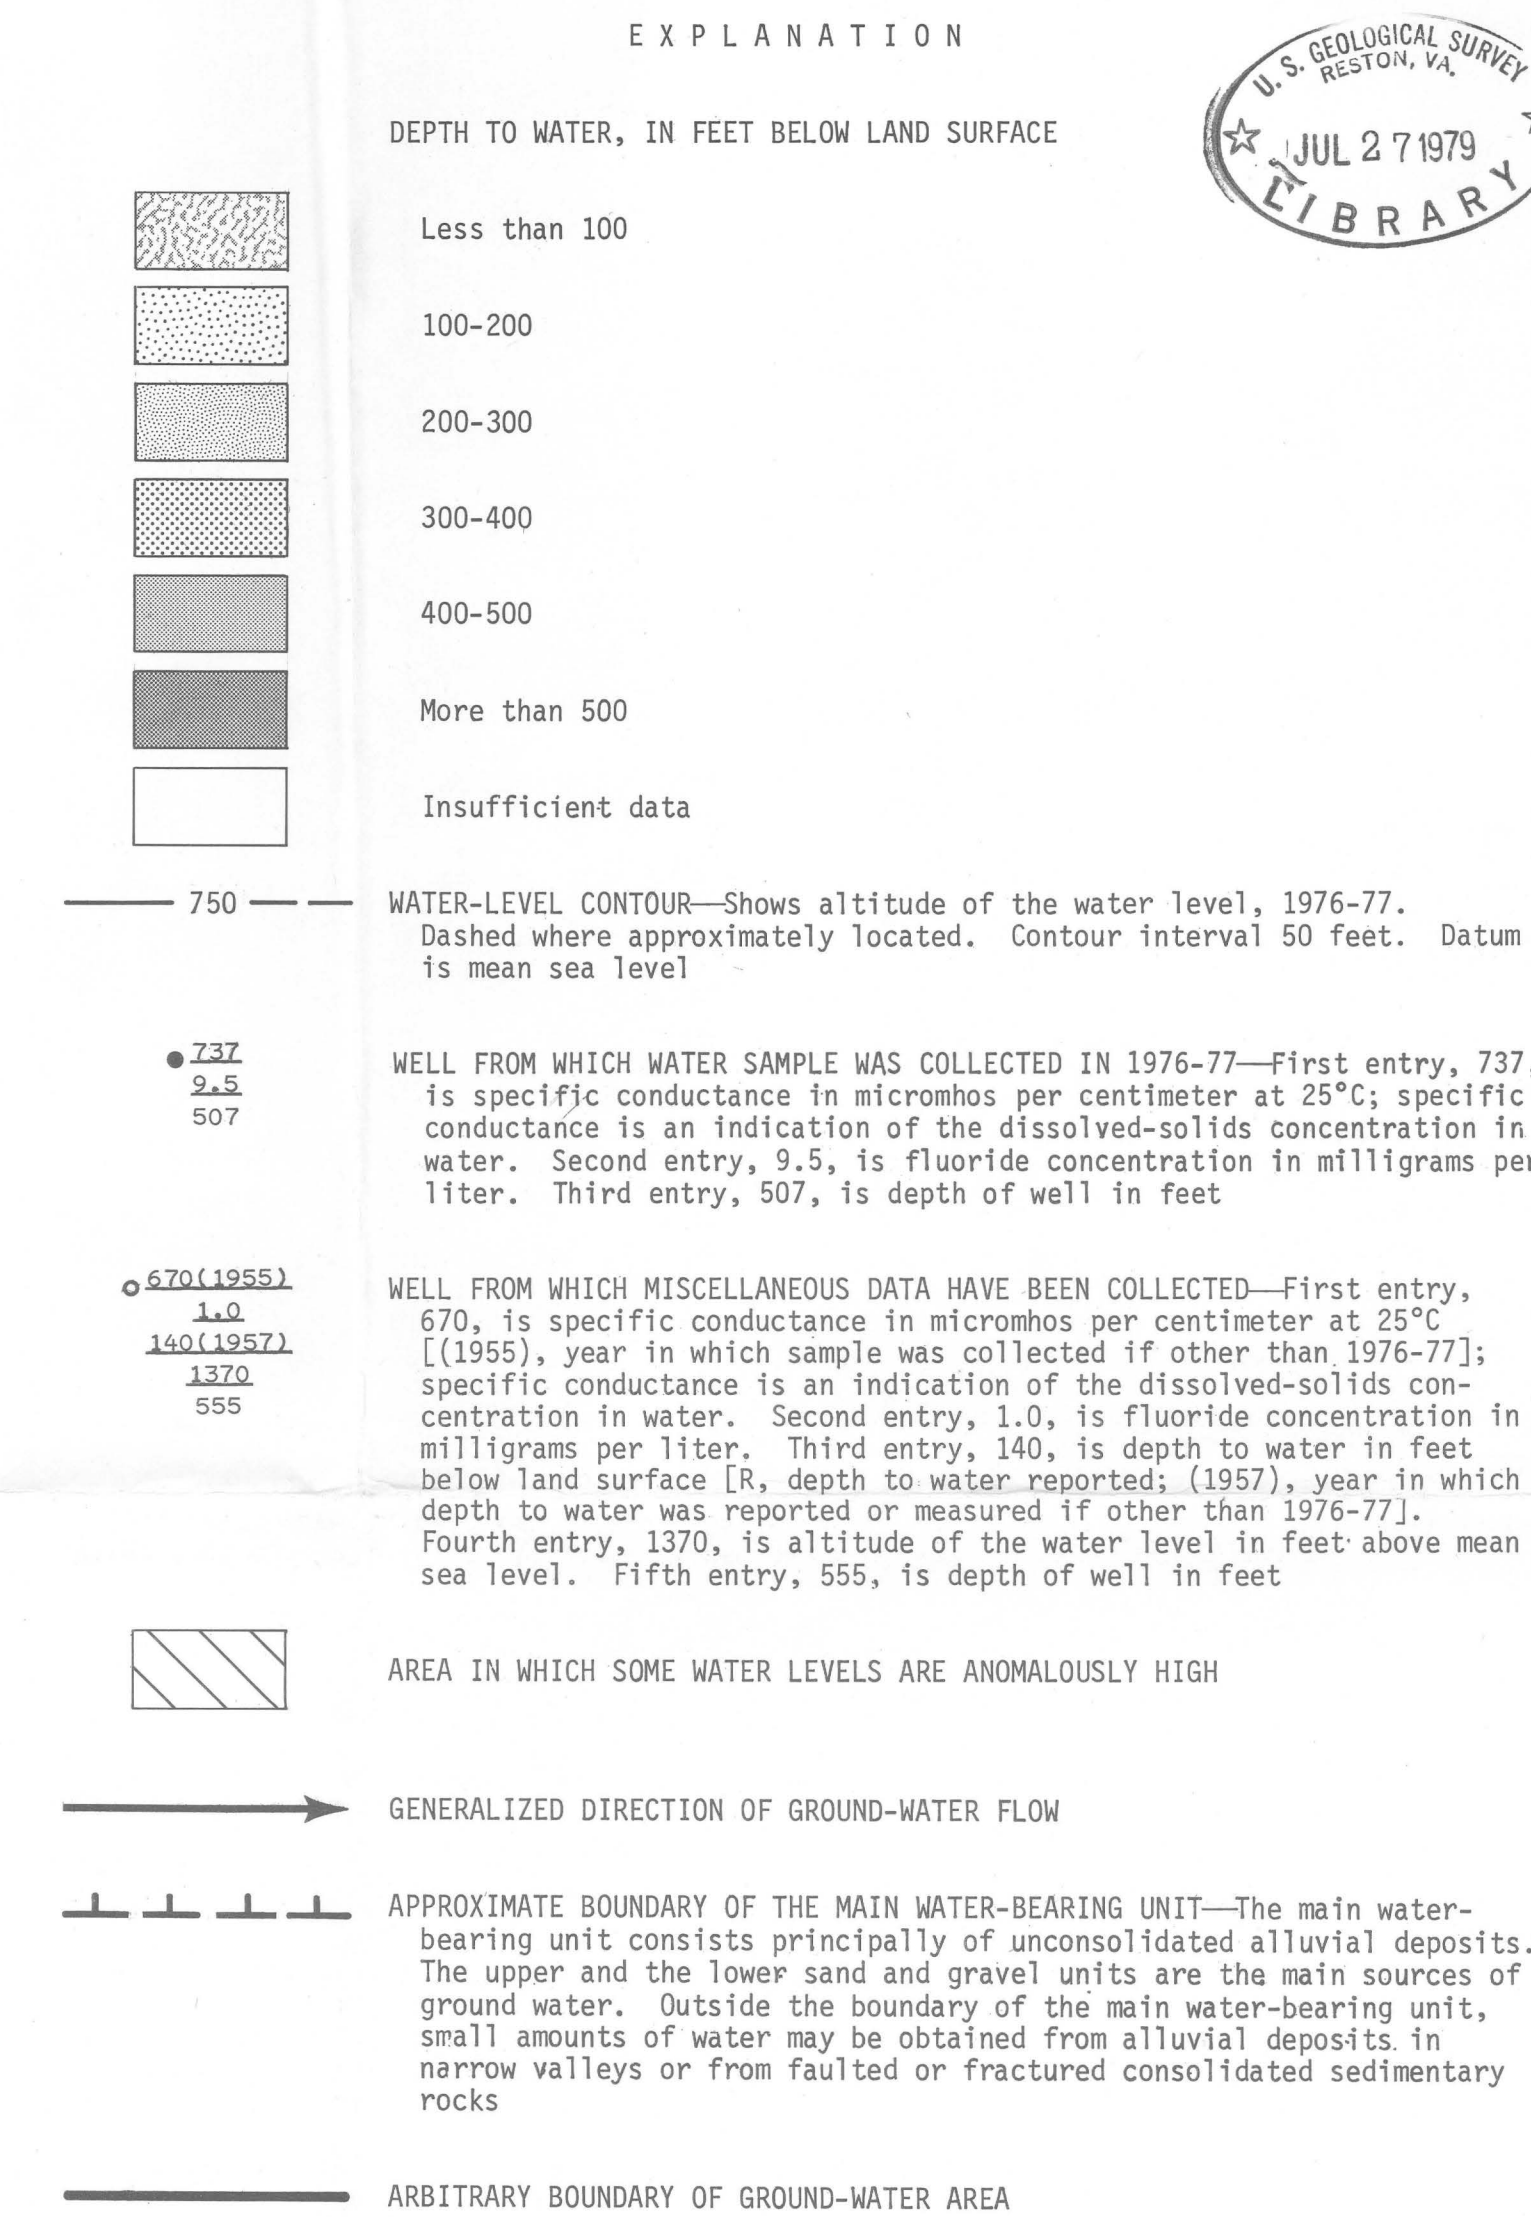 E X P L A N A T I O N
U. S. GEOLOGICAL SURVEY
RESTON, VA.
JUL 27 1979
LIBRARY
DEPTH TO WATER, IN FEET BELOW LAND SURFACE
Less than 100
100-200
200-300
300-400
400-500
More than 500
Insufficient data
750
WATER-LEVEL CONTOUR—Shows altitude of the water level, 1976-77.
Dashed where approximately located. Contour interval 50 feet. Datum
is mean sea level
737
9.5
507
WELL FROM WHICH WATER SAMPLE WAS COLLECTED IN 1976-77—First entry, 737,
is specific conductance in micromhos per centimeter at 25°C; specific
conductance is an indication of the dissolved-solids concentration in
water. Second entry, 9.5, is fluoride concentration in milligrams per
liter. Third entry, 507, is depth of well in feet
670(1955)
1.0
140(1957)
1370
555
WELL FROM WHICH MISCELLANEOUS DATA HAVE BEEN COLLECTED—First entry,
670, is specific conductance in micromhos per centimeter at 25°C
[(1955), year in which sample was collected if other than 1976-77];
specific conductance is an indication of the dissolved-solids con-
centration in water. Second entry, 1.0, is fluoride concentration in
milligrams per liter. Third entry, 140, is depth to water in feet
below land surface [R, depth to water reported; (1957), year in which
depth to water was reported or measured if other than 1976-77].
Fourth entry, 1370, is altitude of the water level in feet above mean
sea level. Fifth entry, 555, is depth of well in feet
AREA IN WHICH SOME WATER LEVELS ARE ANOMALOUSLY HIGH
GENERALIZED DIRECTION OF GROUND-WATER FLOW
APPROXIMATE BOUNDARY OF THE MAIN WATER-BEARING UNIT—The main water-
bearing unit consists principally of unconsolidated alluvial deposits.
The upper and the lower sand and gravel units are the main sources of
ground water. Outside the boundary of the main water-bearing unit,
small amounts of water may be obtained from alluvial deposits in
narrow valleys or from faulted or fractured consolidated sedimentary
rocks
ARBITRARY BOUNDARY OF GROUND-WATER AREA